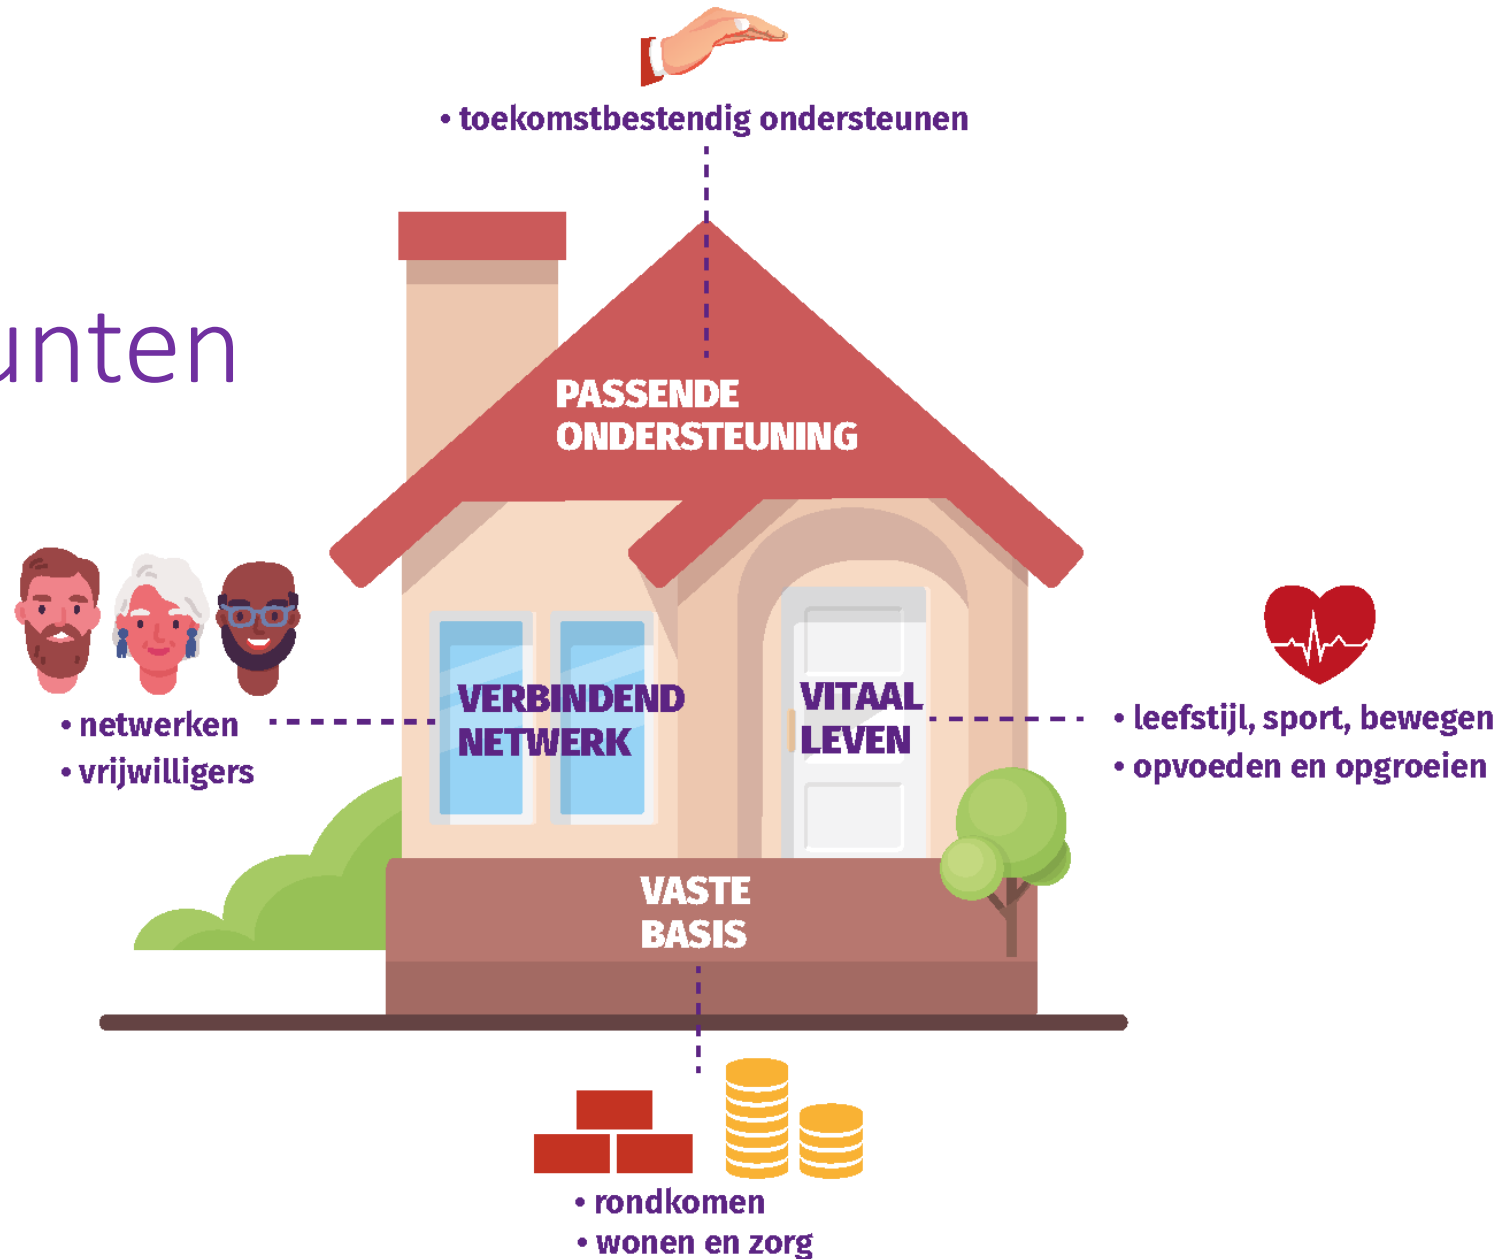 • toekomstbestendig ondersteunen
unten
PASSENDE
ONDERSTEUNING
VERBINDEND
NETWERK
VITAAL
LEVEN
• netwerken
• vrijwilligers
• leefstijl, sport, bewegen
• opvoeden en opgroeien
VASTE
BASIS
• rondkomen
• wonen en zorg